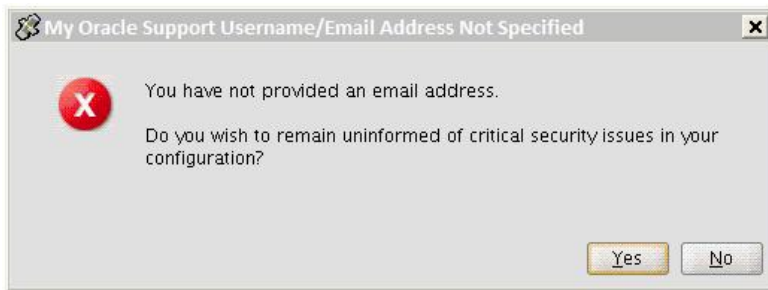 My Oracle Support Username/Email Address Not Specified
You have not provided an email address.
Do you wish to remain uninformed of critical security issues in your
configuration?
Yes No